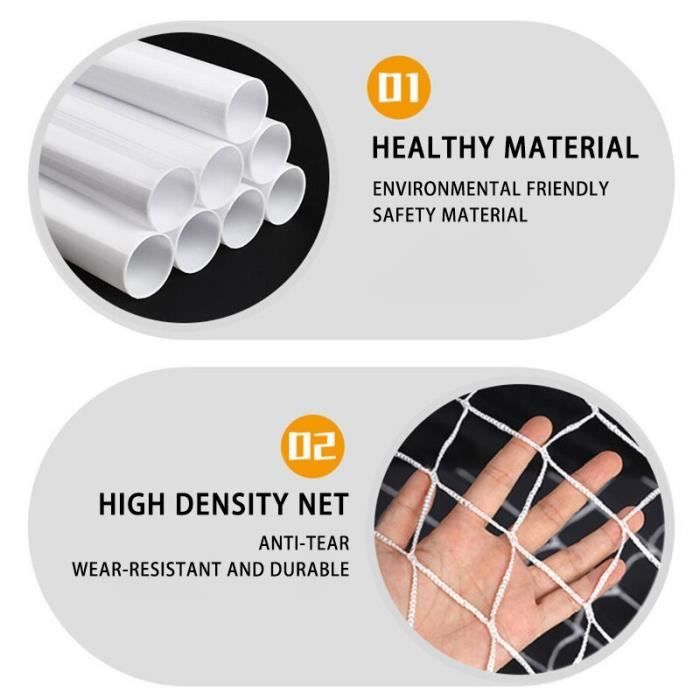 01
HEALTHY MATERIAL
ENVIRONMENTAL FRIENDLY
SAFETY MATERIAL
02
HIGH DENSITY NET
ANTI-TEAR
WEAR-RESISTANT AND DURABLE